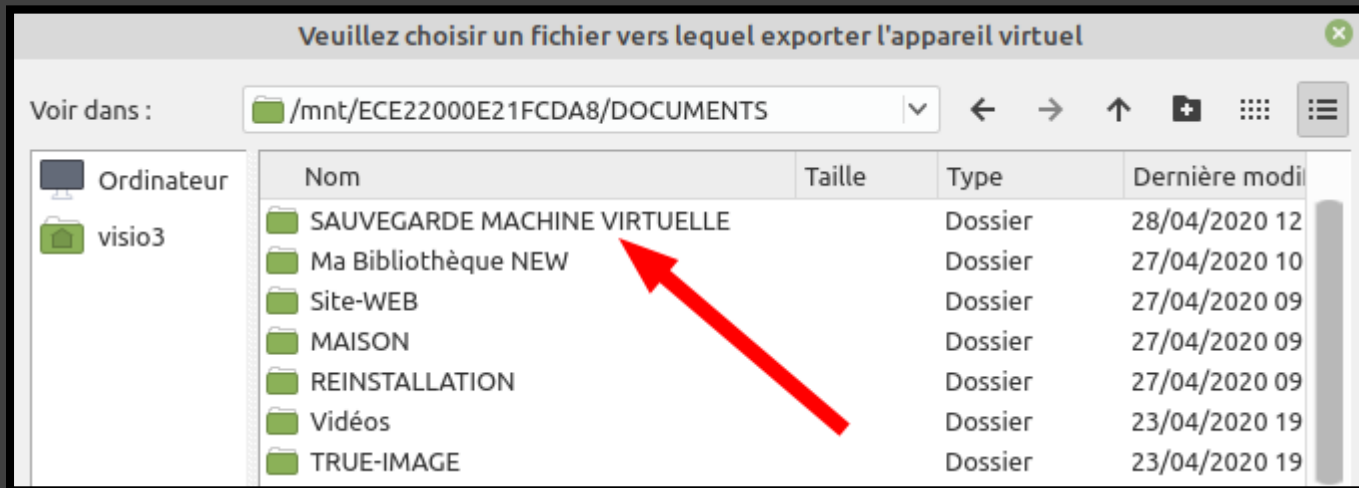 Veuillez choisir un fichier vers lequel exporter l'appareil virtuel
Voir dans : /mnt/ECE22000E21FCDA8/DOCUMENTS
Ordinateur
visio3
Nom Taille Type Dernière modi
SAUVEGARDE MACHINE VIRTUELLE Dossier 28/04/2020 12
Ma Bibliothèque NEW Dossier 27/04/2020 10
Site-WEB Dossier 27/04/2020 09
MAISON Dossier 27/04/2020 09
REINSTALLATION Dossier 27/04/2020 09
Vidéos Dossier 23/04/2020 19
TRUE-IMAGE Dossier 23/04/2020 19